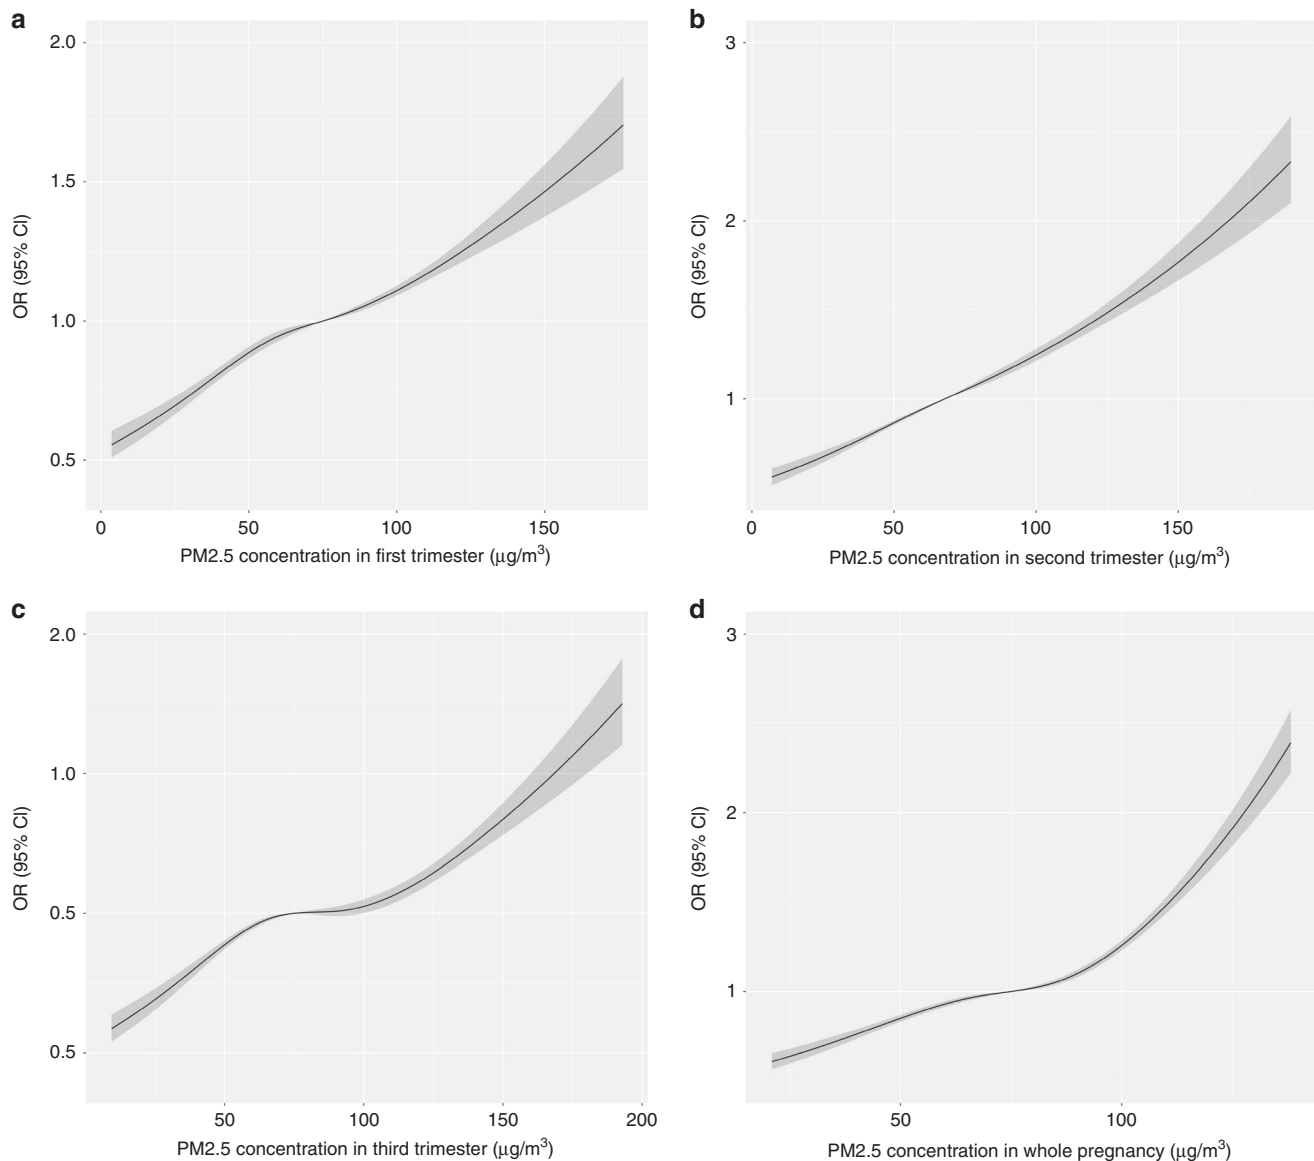 a
2.0
1.5
1.0
0.5
OR (95% CI)
0 50 100 150
PM2.5 concentration in first trimester (μg/m³)
b
3
2
1
OR (95% CI)
0 50 100 150
PM2.5 concentration in second trimester (μg/m³)
c
2.0
1.0
0.5
0.5
OR (95% CI)
50 100 150 200
PM2.5 concentration in third trimester (μg/m³)
d
3
2
1
OR (95% CI)
50 100
PM2.5 concentration in whole pregnancy (μg/m³)